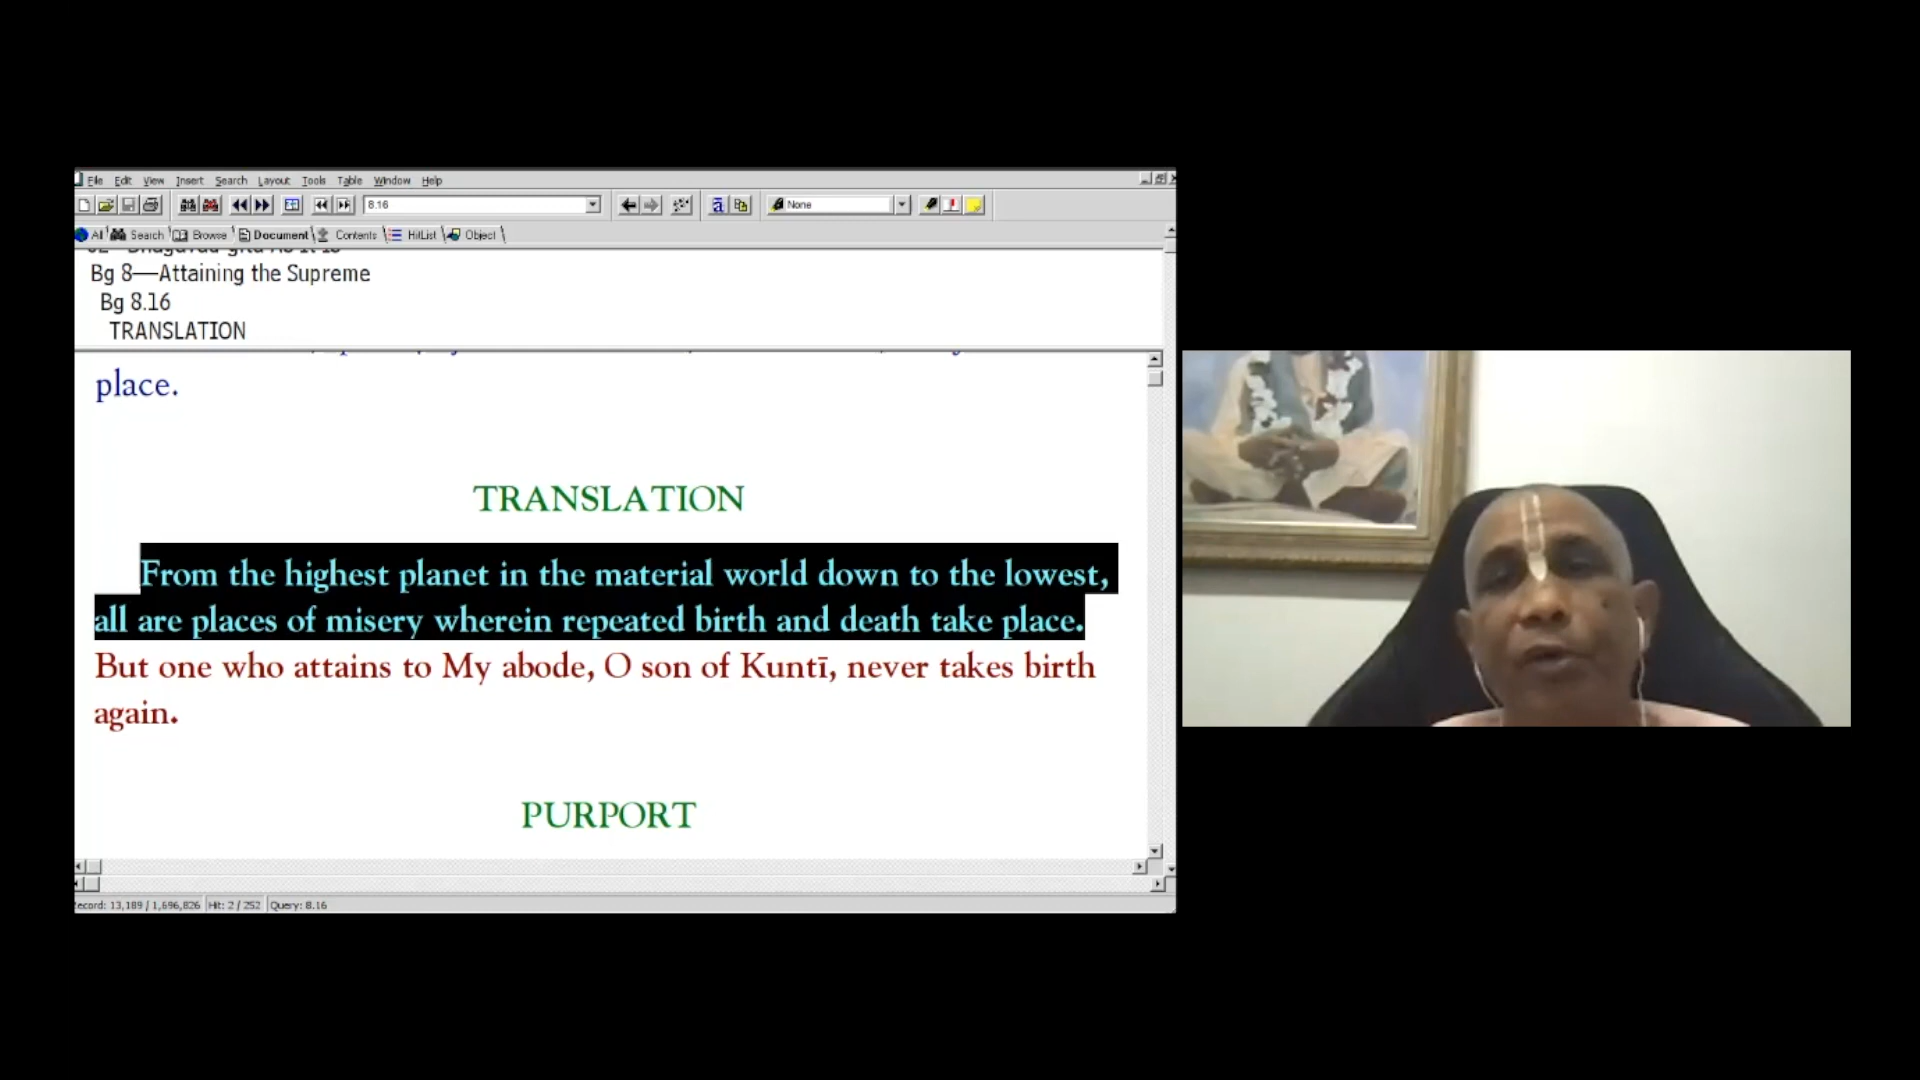 File Edit View Insert Search Layout Tools Table Window Help
8.16 None
All Search Browse Document Contents HitList Object
Bg 8—Attaining the Supreme
Bg 8.16
TRANSLATION
place.
TRANSLATION
From the highest planet in the material world down to the lowest,
all are places of misery wherein repeated birth and death take place.
But one who attains to My abode, O son of Kuntī, never takes birth
again.
PURPORT
Record: 13,189 / 1,696,826 Hit: 2 / 252 Query: 8.16